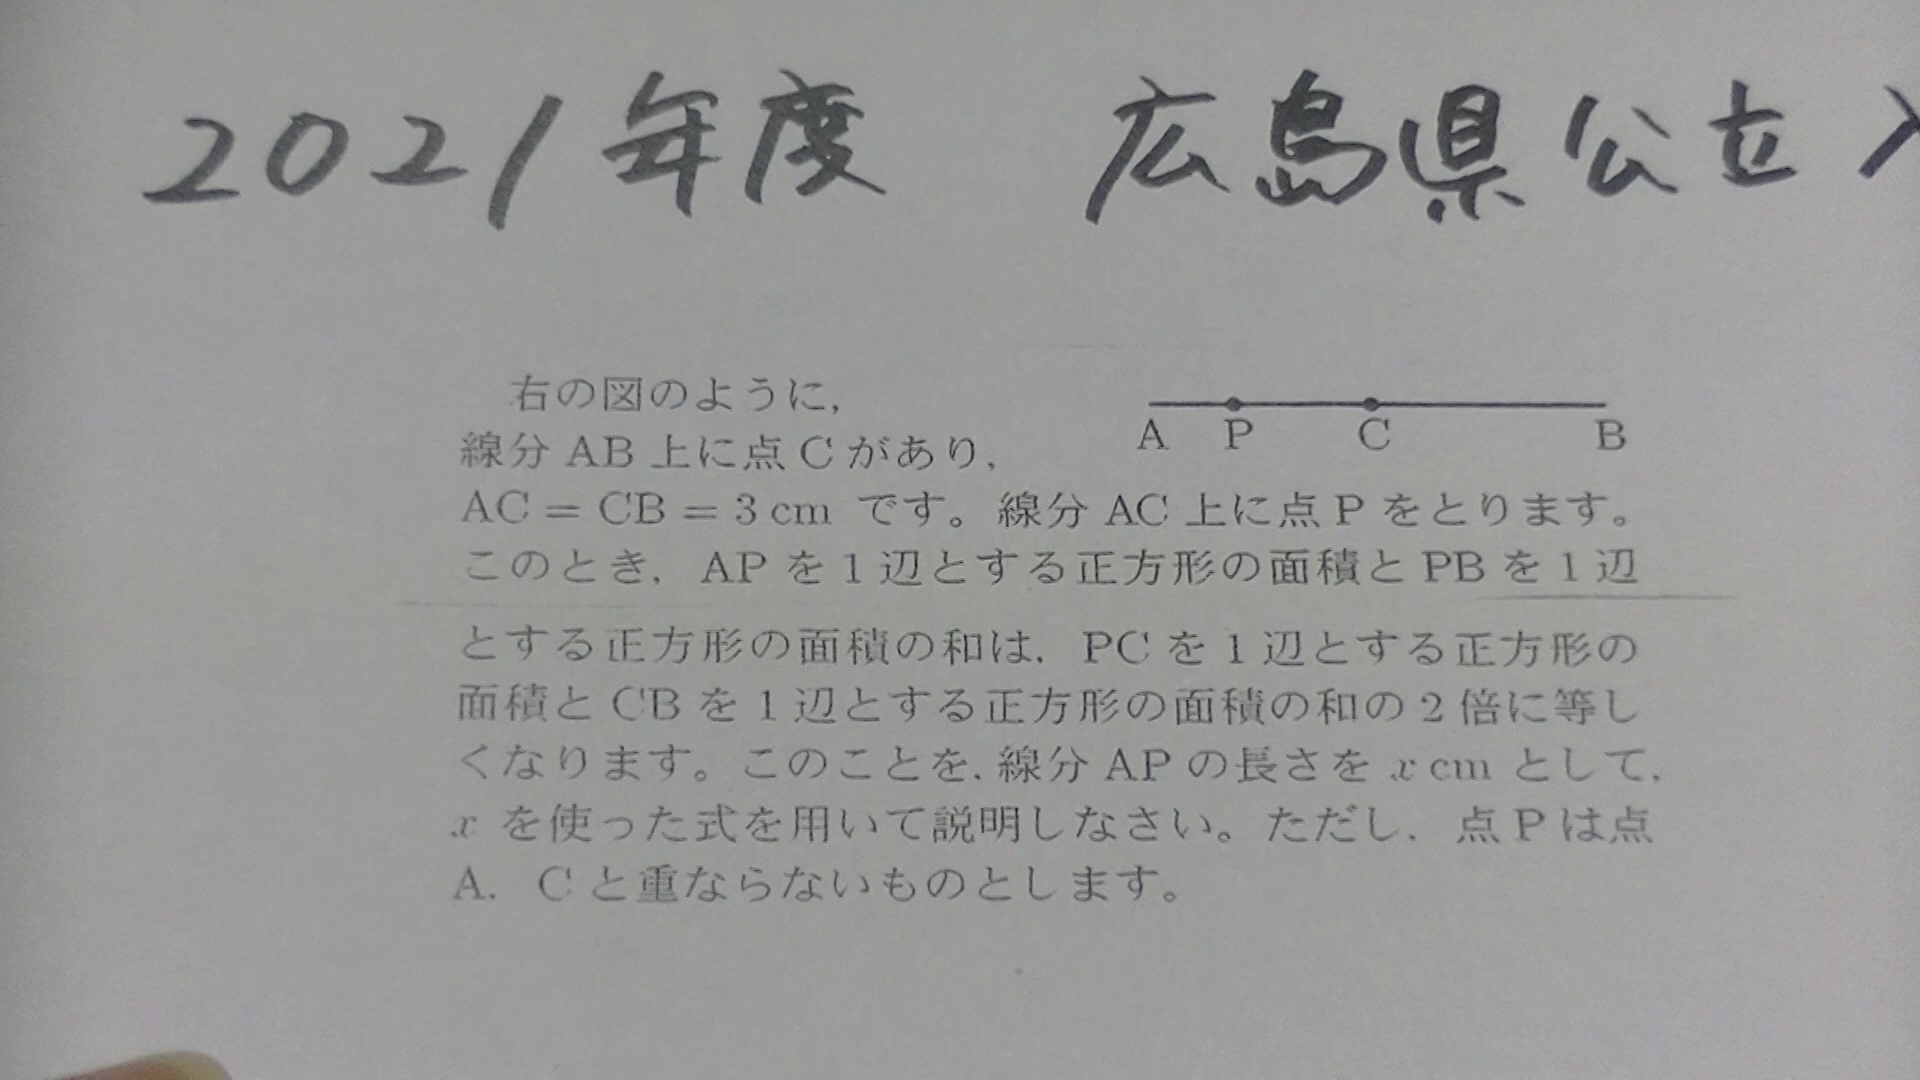 2021年度 広島県公立
右の図のように,
線分 AB 上に点 C があり,
A P C B
AC = CB = 3 cm です。線分 AC 上に点 P をとります。
このとき, AP を 1 辺とする正方形の面積と PB を 1 辺
とする正方形の面積の和は, PC を 1 辺とする正方形の
面積と CB を 1 辺とする正方形の面積の和の 2 倍に等し
くなります。このことを, 線分 AP の長さを x cm として,
x を使った式を用いて説明しなさい。ただし, 点 P は点
A, C と重ならないものとします。